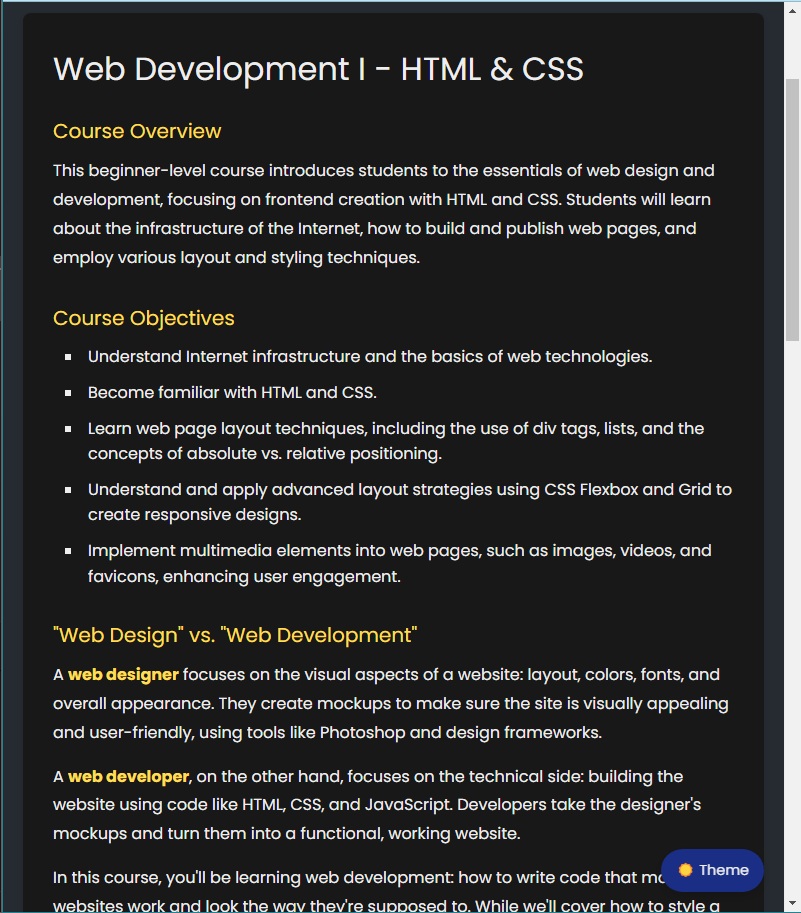 Web Development I - HTML & CSS
Course Overview
This beginner-level course introduces students to the essentials of web design and
development, focusing on frontend creation with HTML and CSS. Students will learn
about the infrastructure of the Internet, how to build and publish web pages, and
employ various layout and styling techniques.
Course Objectives
Understand Internet infrastructure and the basics of web technologies.
Become familiar with HTML and CSS.
Learn web page layout techniques, including the use of div tags, lists, and the
concepts of absolute vs. relative positioning.
Understand and apply advanced layout strategies using CSS Flexbox and Grid to
create responsive designs.
Implement multimedia elements into web pages, such as images, videos, and
favicons, enhancing user engagement.
"Web Design" vs. "Web Development"
A web designer focuses on the visual aspects of a website: layout, colors, fonts, and
overall appearance. They create mockups to make sure the site is visually appealing
and user-friendly, using tools like Photoshop and design frameworks.
A web developer, on the other hand, focuses on the technical side: building the
website using code like HTML, CSS, and JavaScript. Developers take the designer's
mockups and turn them into a functional, working website.
In this course, you'll be learning web development: how to write code that
websites work and look the way they're supposed to. While we'll cover how to style a
Theme